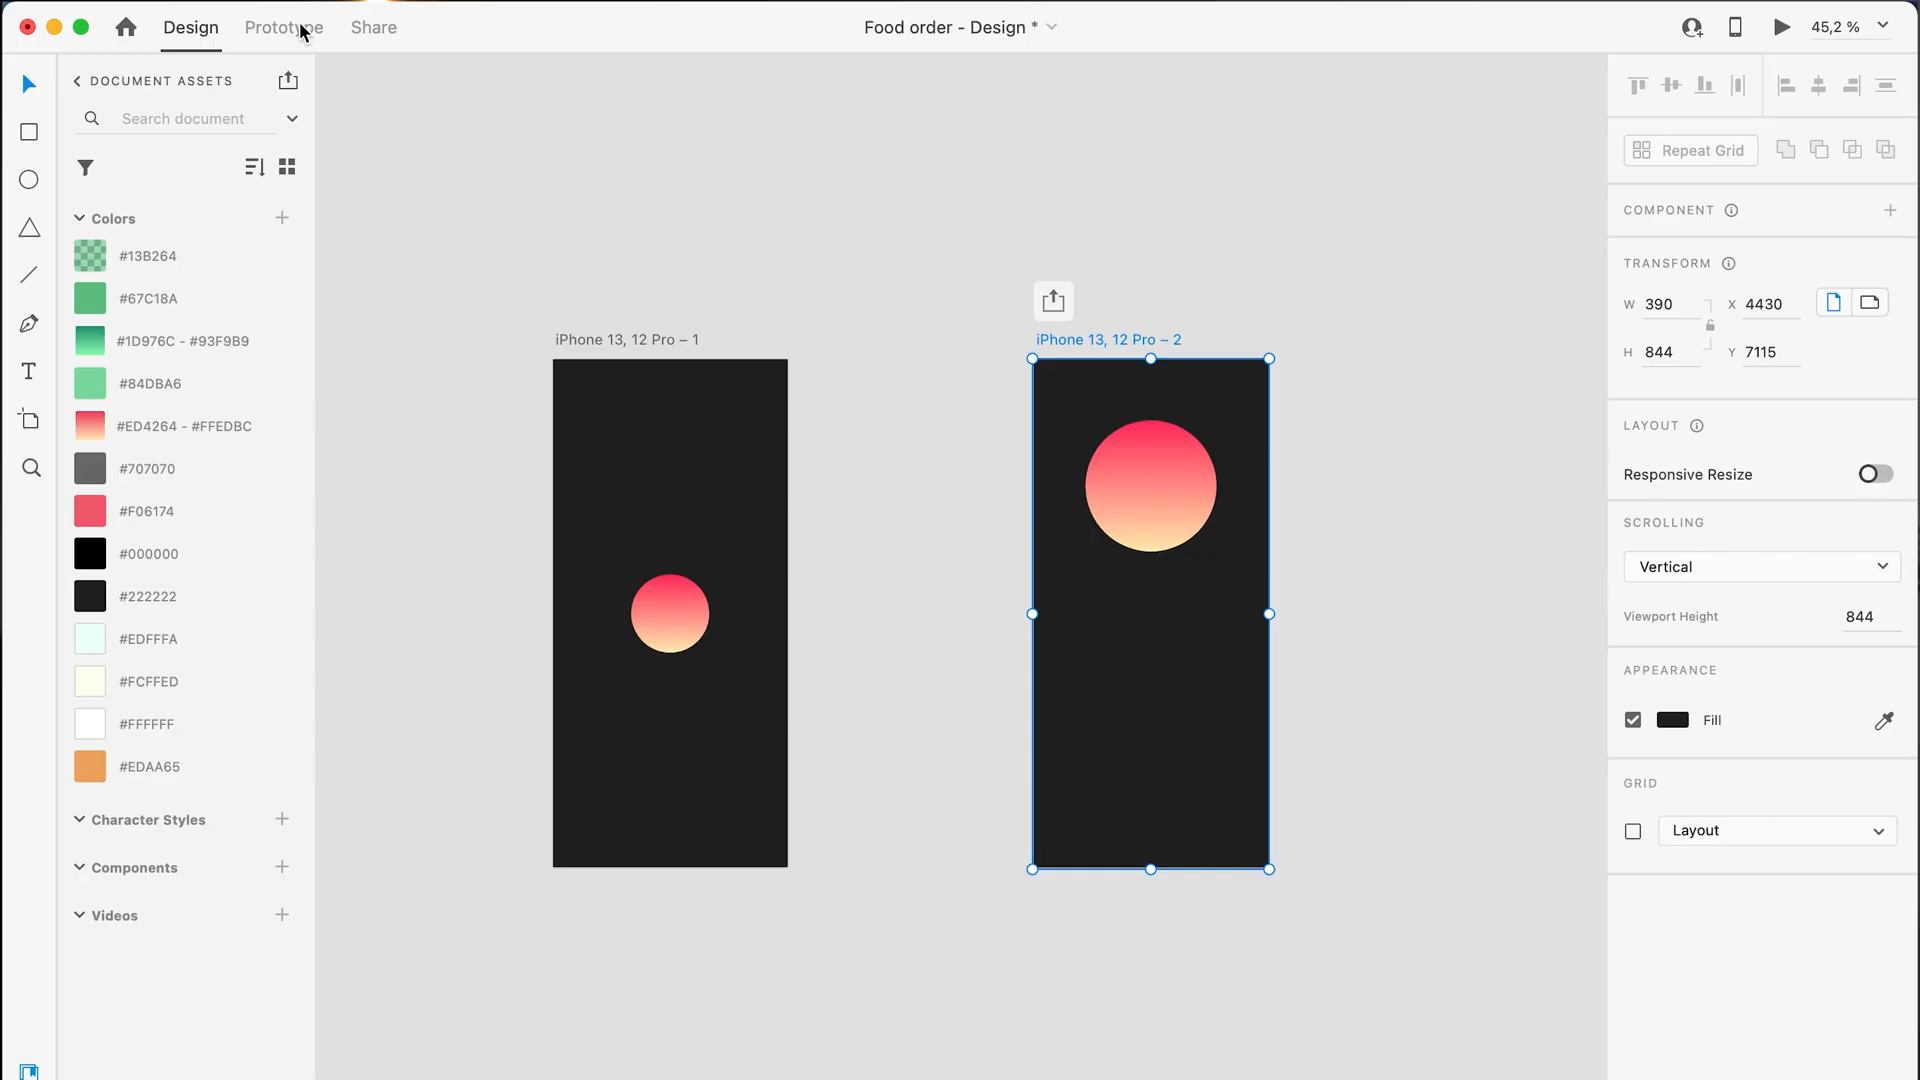 Design Prototype Share Food order - Design * 45,2 %
DOCUMENT ASSETS
Search document
Colors
#13B264
#67C18A
#1D976C - #93F9B9
#84DBA6
#ED4264 - #FFEDBC
#707070
#F06174
#000000
#222222
#EDFFFA
#FCFFED
#FFFFFF
#EDAA65
Character Styles
Components
Videos
iPhone 13, 12 Pro – 1
iPhone 13, 12 Pro – 2
Repeat Grid
COMPONENT
TRANSFORM
W 390 X 4430
H 844 Y 7115
LAYOUT
Responsive Resize
SCROLLING
Vertical
Viewport Height 844
APPEARANCE
Fill
GRID
Layout